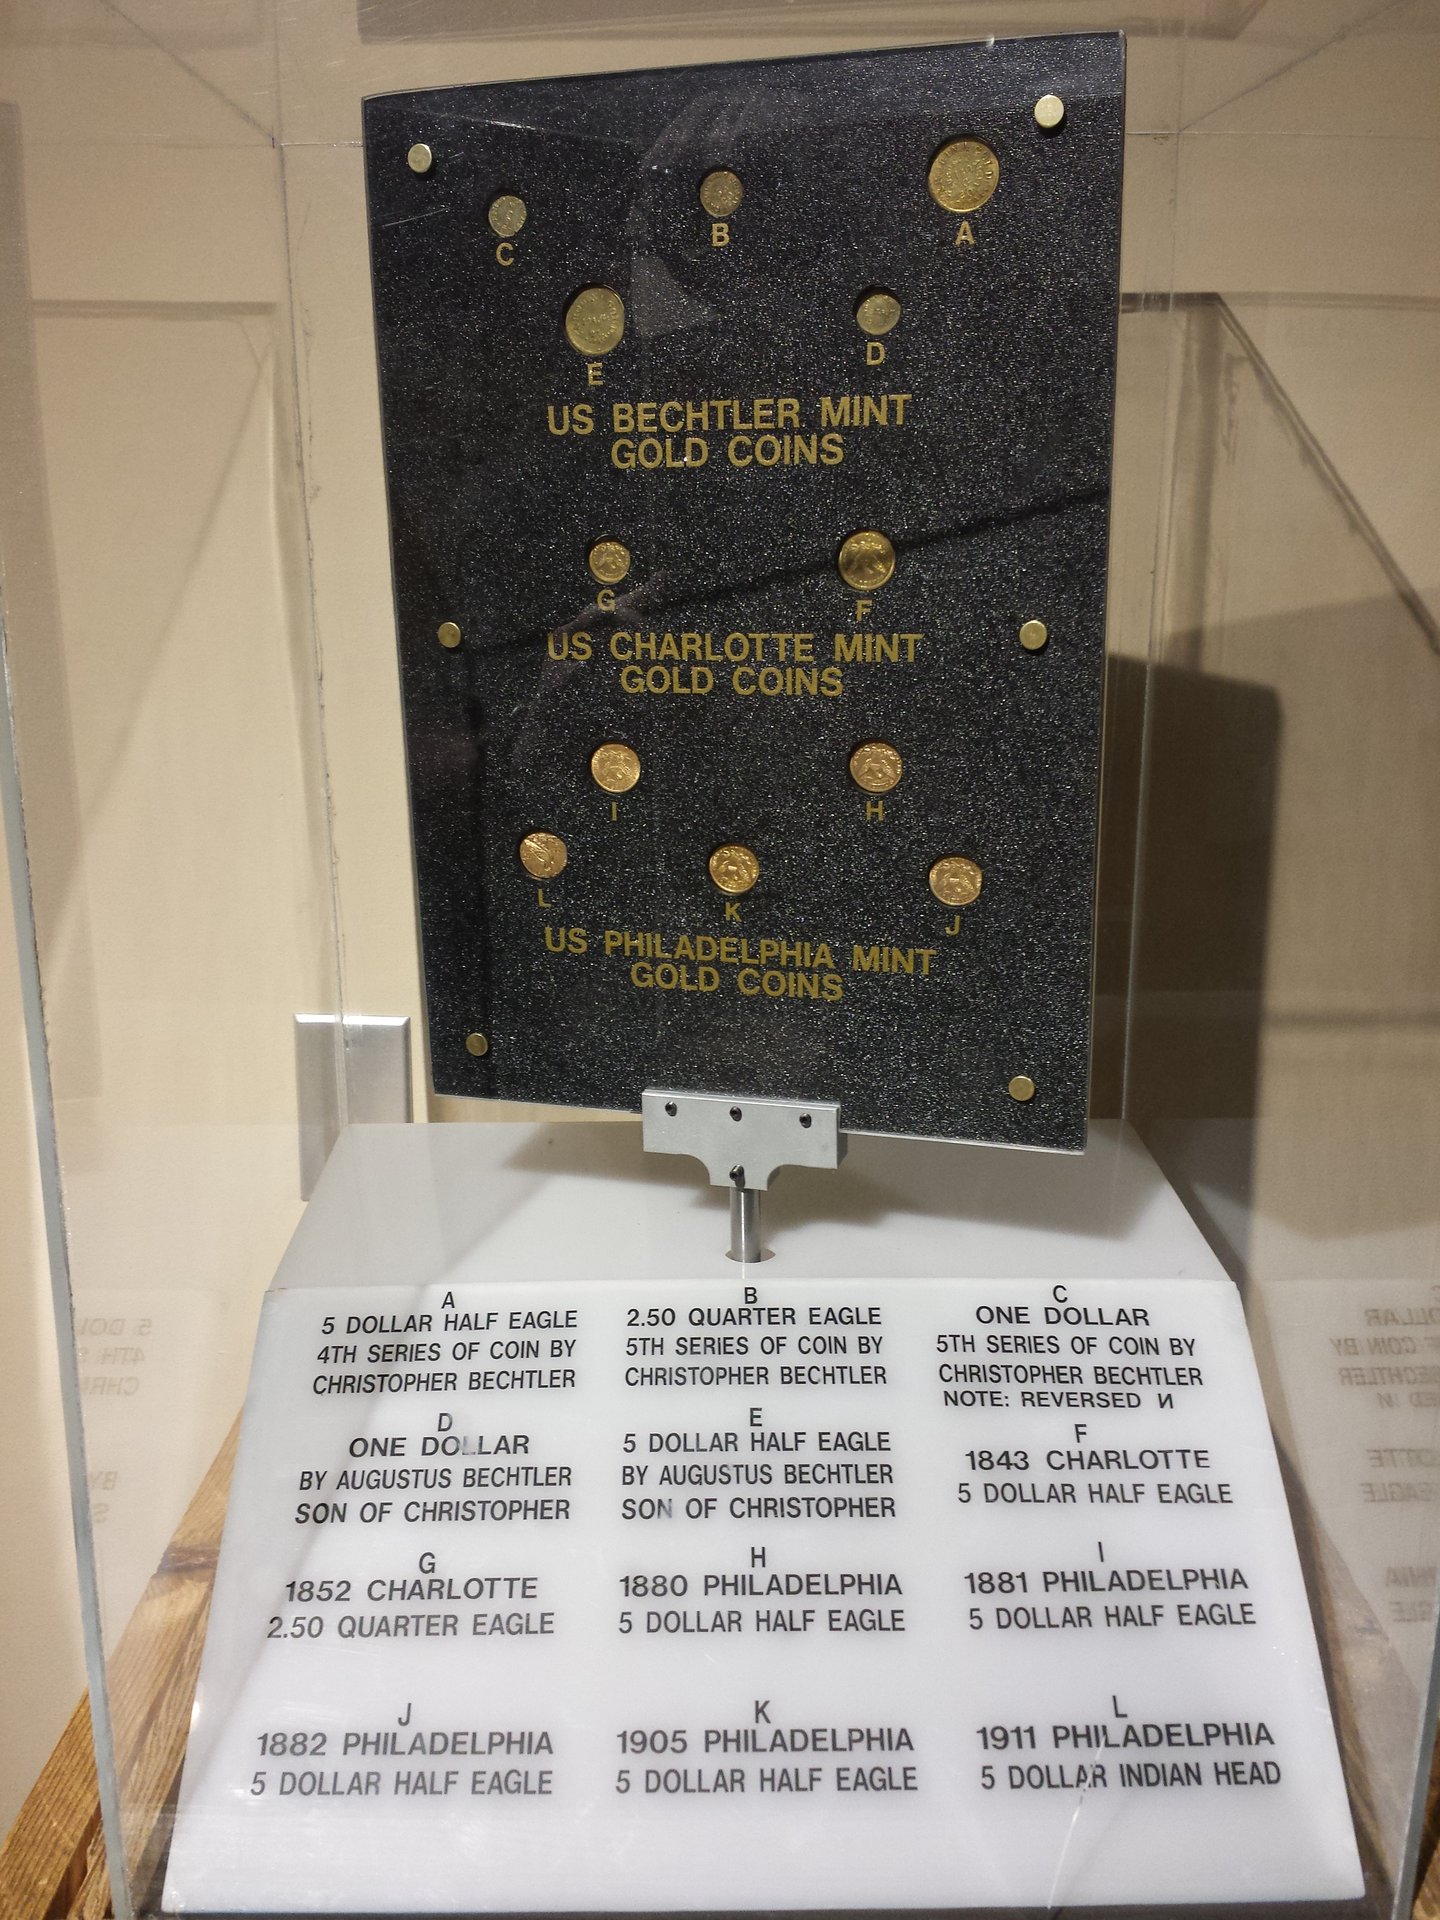 C
B
A
E
D
US BECHTLER MINT
GOLD COINS
G
F
US CHARLOTTE MINT
GOLD COINS
I
H
L
K
J
US PHILADELPHIA MINT
GOLD COINS
A
5 DOLLAR HALF EAGLE
4TH SERIES OF COIN BY
CHRISTOPHER BECHTLER
B
2.50 QUARTER EAGLE
5TH SERIES OF COIN BY
CHRISTOPHER BECHTLER
C
ONE DOLLAR
5TH SERIES OF COIN BY
CHRISTOPHER BECHTLER
NOTE: REVERSED И
D
ONE DOLLAR
BY AUGUSTUS BECHTLER
SON OF CHRISTOPHER
E
5 DOLLAR HALF EAGLE
BY AUGUSTUS BECHTLER
SON OF CHRISTOPHER
F
1843 CHARLOTTE
5 DOLLAR HALF EAGLE
G
1852 CHARLOTTE
2.50 QUARTER EAGLE
H
1880 PHILADELPHIA
5 DOLLAR HALF EAGLE
I
1881 PHILADELPHIA
5 DOLLAR HALF EAGLE
J
1882 PHILADELPHIA
5 DOLLAR HALF EAGLE
K
1905 PHILADELPHIA
5 DOLLAR HALF EAGLE
L
1911 PHILADELPHIA
5 DOLLAR INDIAN HEAD